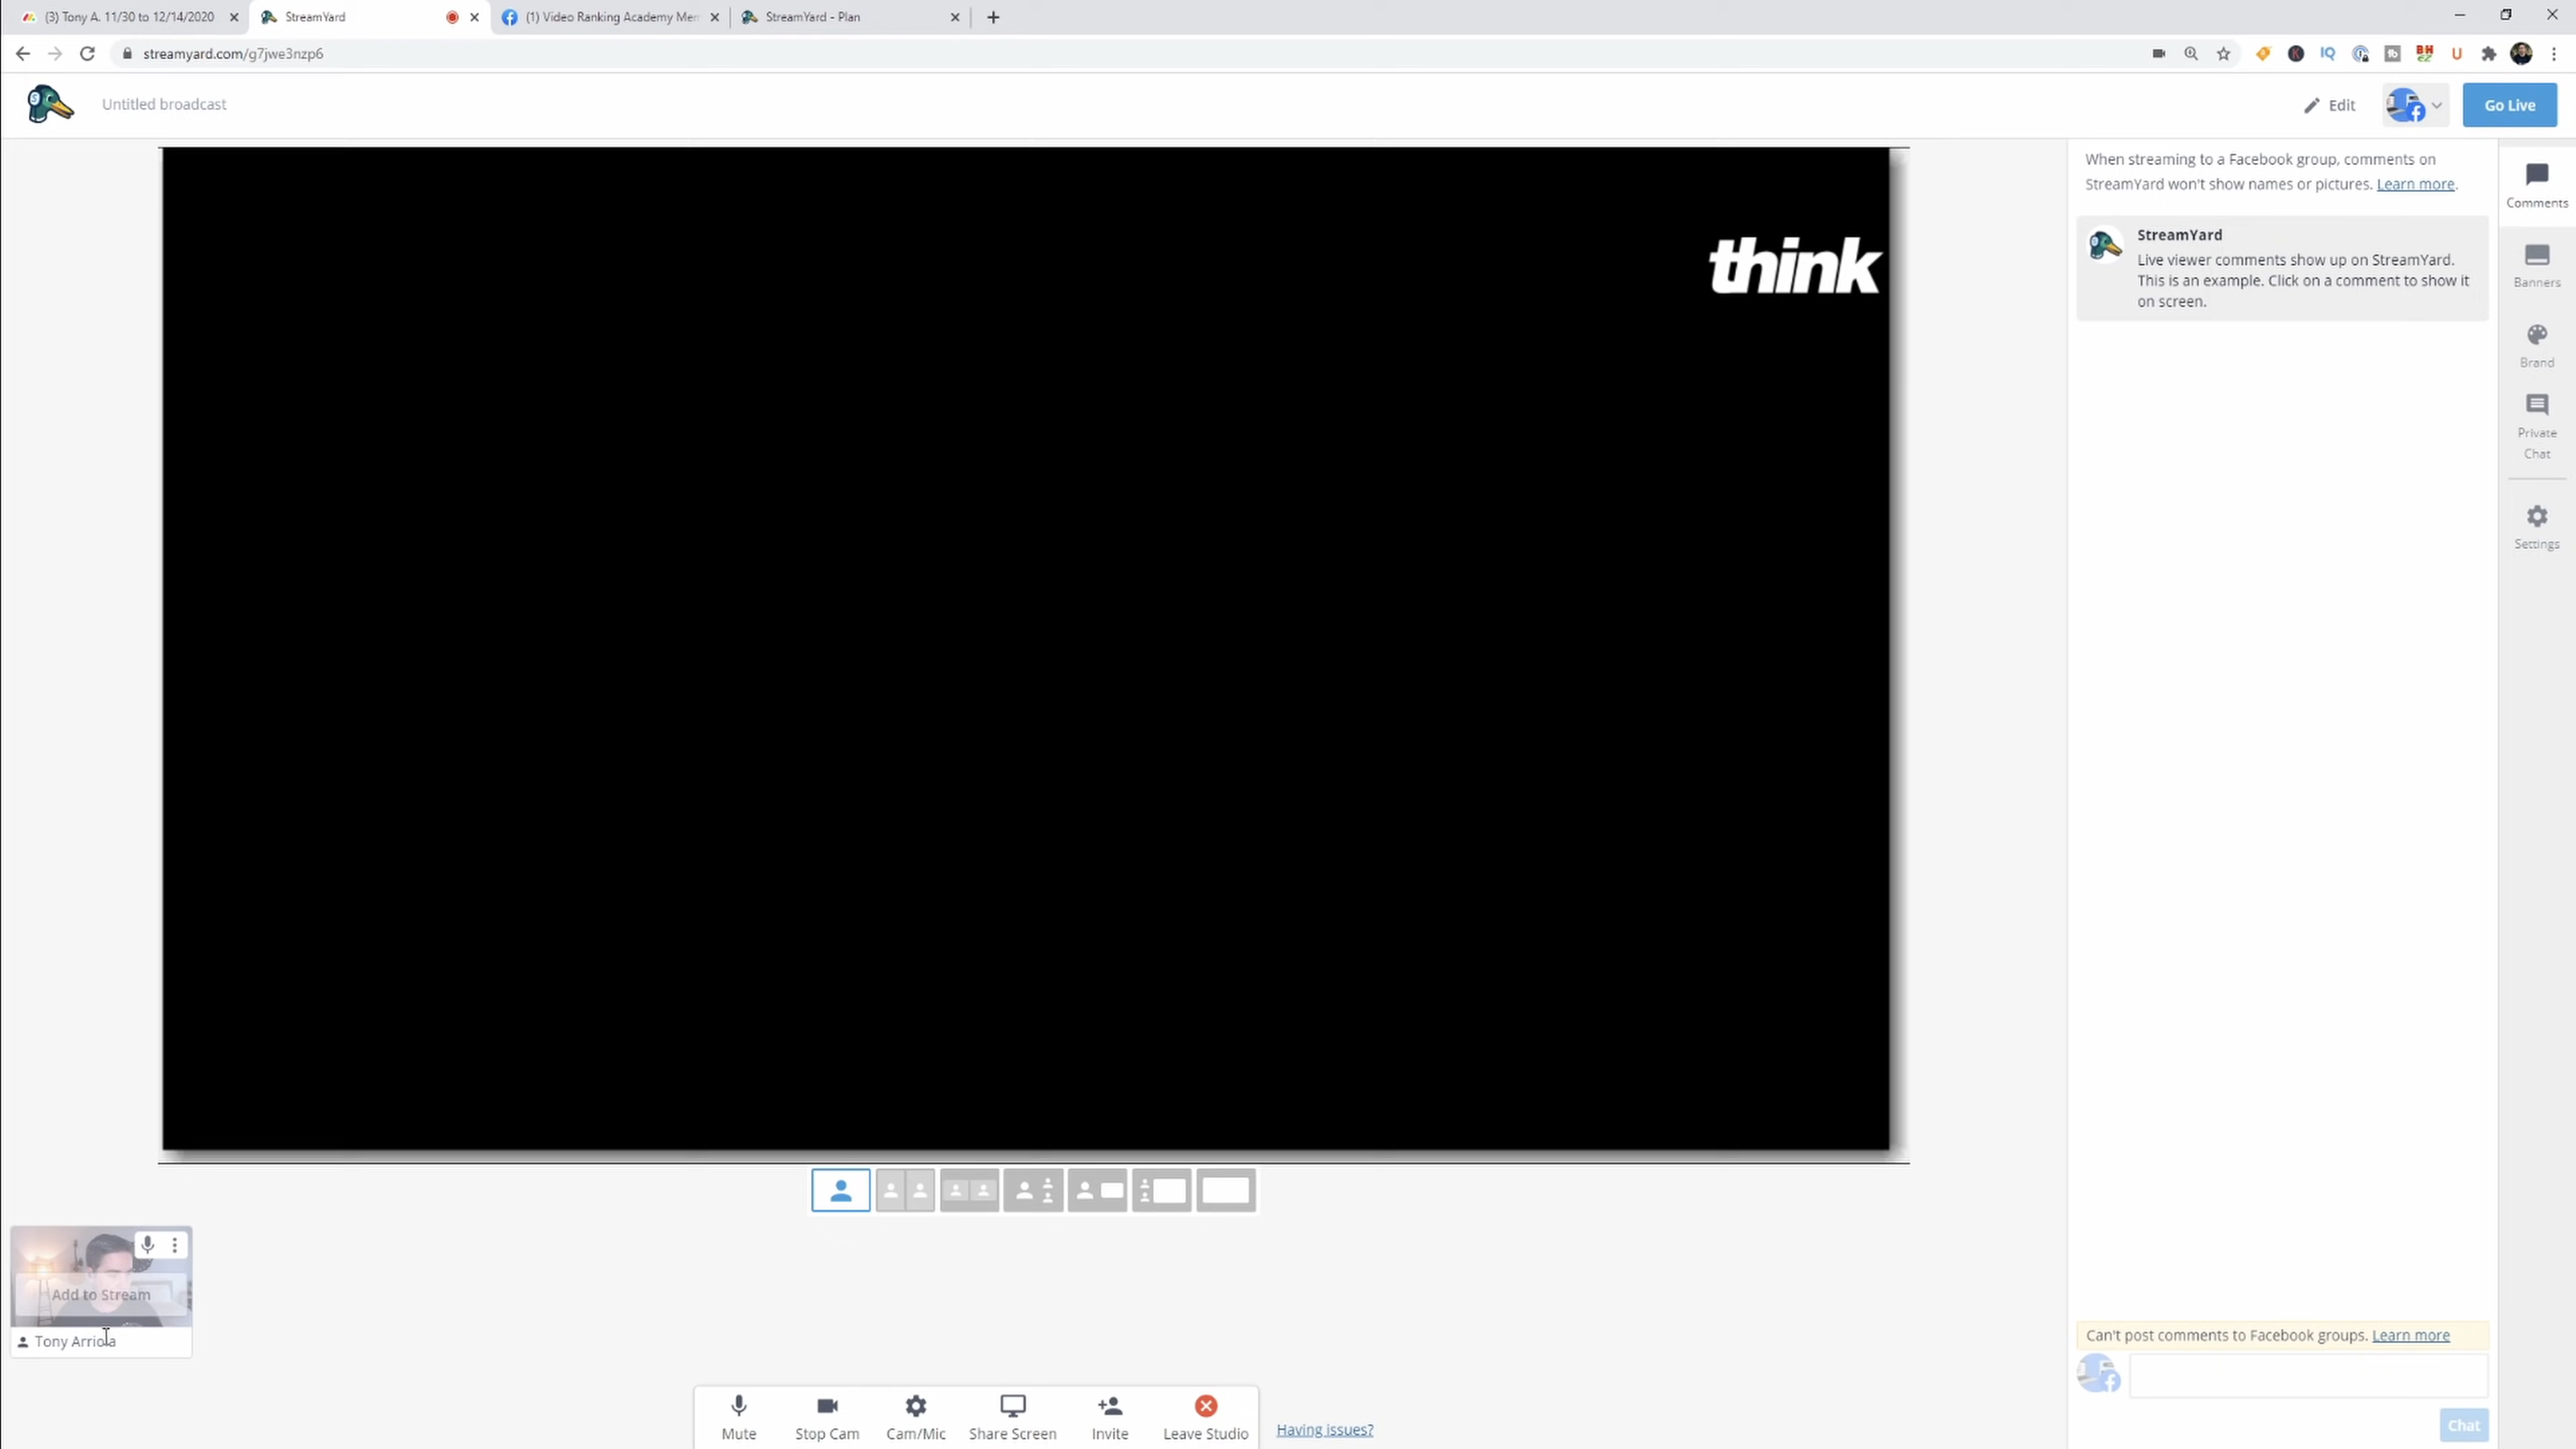 (3) Tony A. 11/30 to 12/14/2020
StreamYard
(1) Video Ranking Academy Mem
StreamYard - Plan
streamyard.com/g7jwe3nzp6
Untitled broadcast
Edit
Go Live
think
When streaming to a Facebook group, comments on
StreamYard won't show names or pictures. Learn more.
StreamYard
Live viewer comments show up on StreamYard.
This is an example. Click on a comment to show it
on screen.
Comments
Banners
Brand
Private
Chat
Settings
Add to Stream
Tony Arriola
Can't post comments to Facebook groups. Learn more
Chat
Mute
Stop Cam
Cam/Mic
Share Screen
Invite
Leave Studio
Having issues?